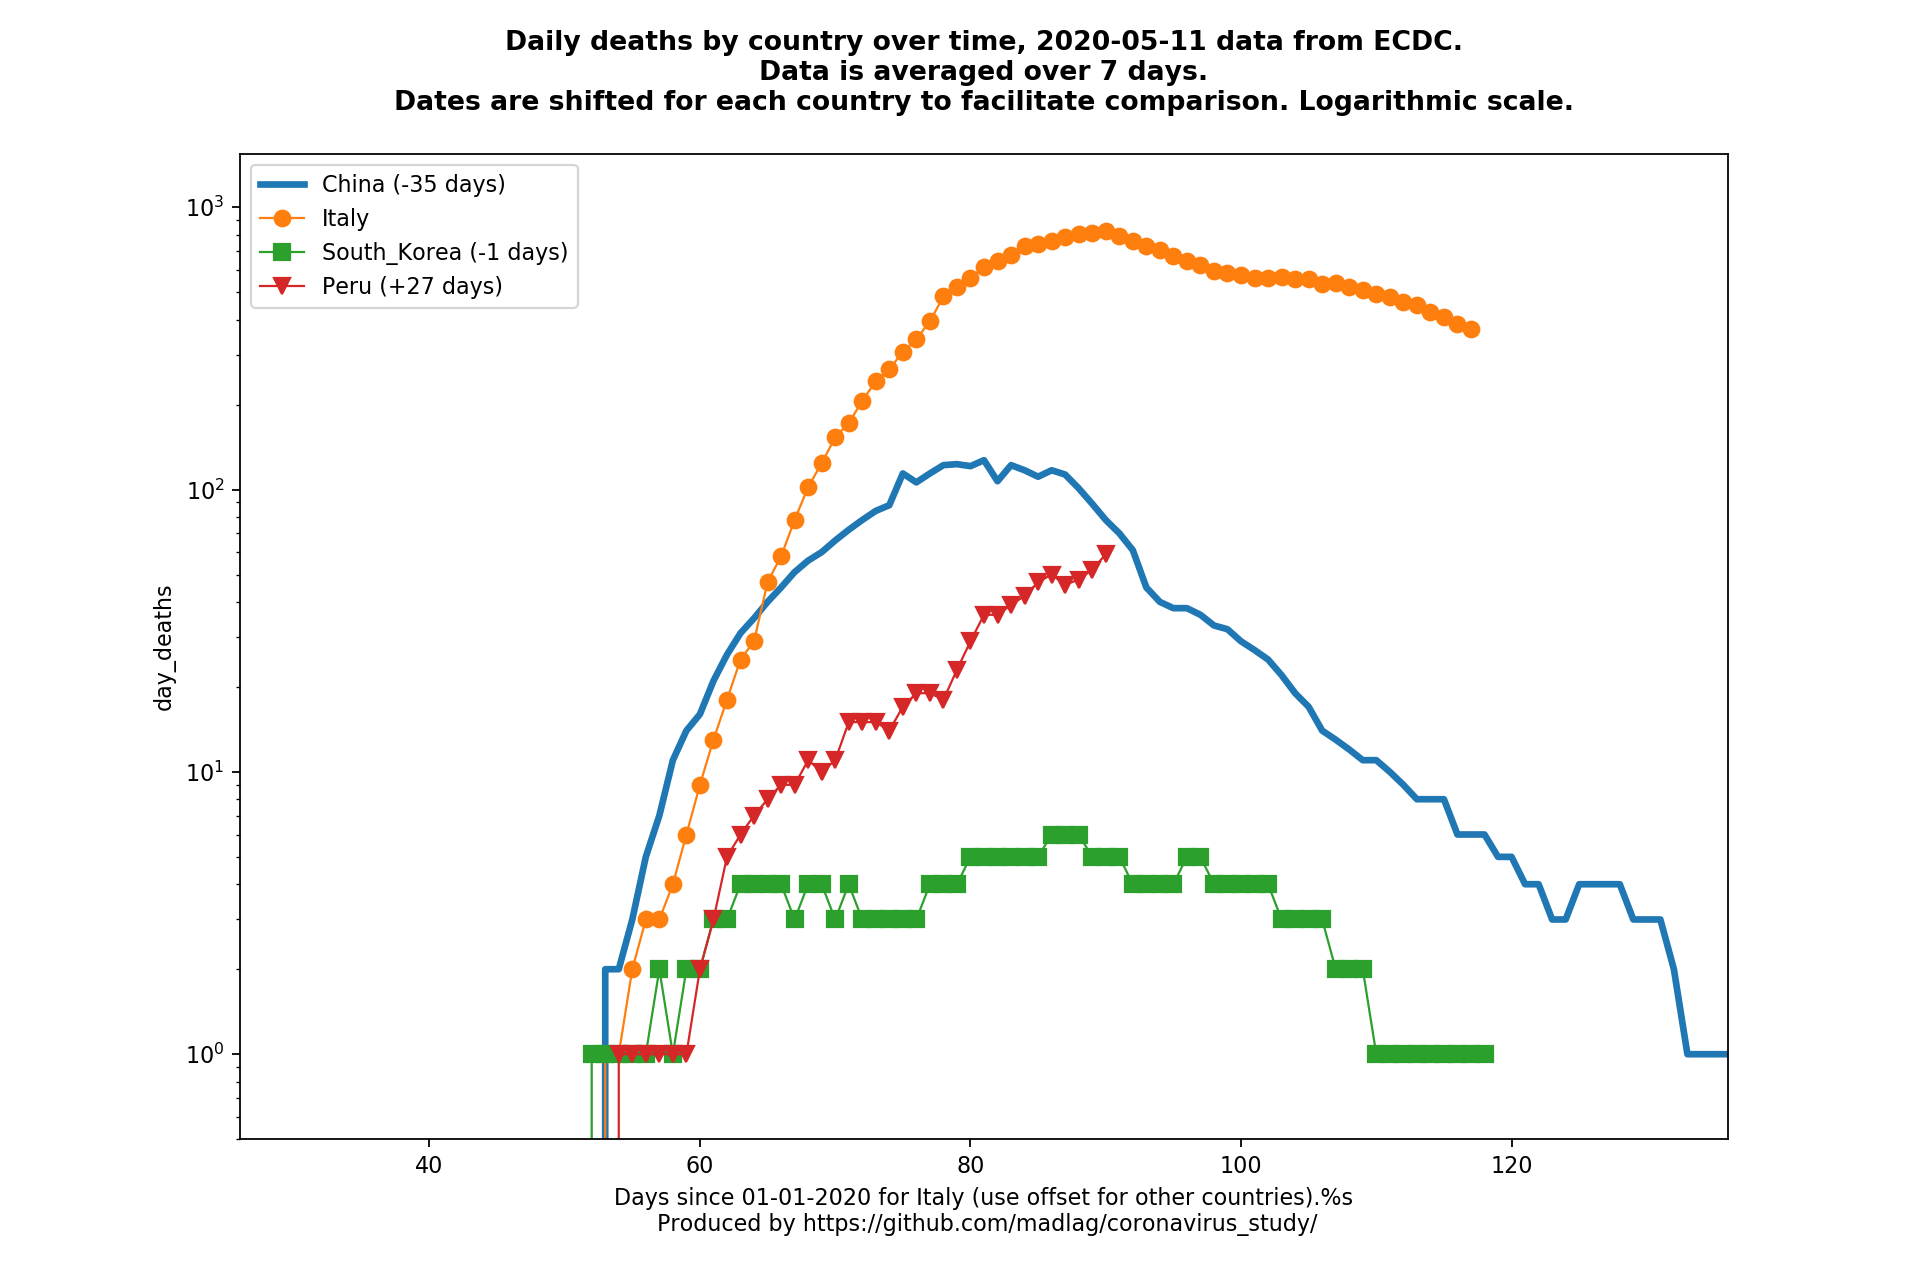 Daily deaths by country over time, 2020-05-11 data from ECDC.
Data is averaged over 7 days.
Dates are shifted for each country to facilitate comparison. Logarithmic scale.
China (-35 days)
Italy
South_Korea (-1 days)
Peru (+27 days)
10³
10²
10¹
10⁰
day_deaths
40 60 80 100 120
Days since 01-01-2020 for Italy (use offset for other countries).%s
Produced by https://github.com/madlag/coronavirus_study/